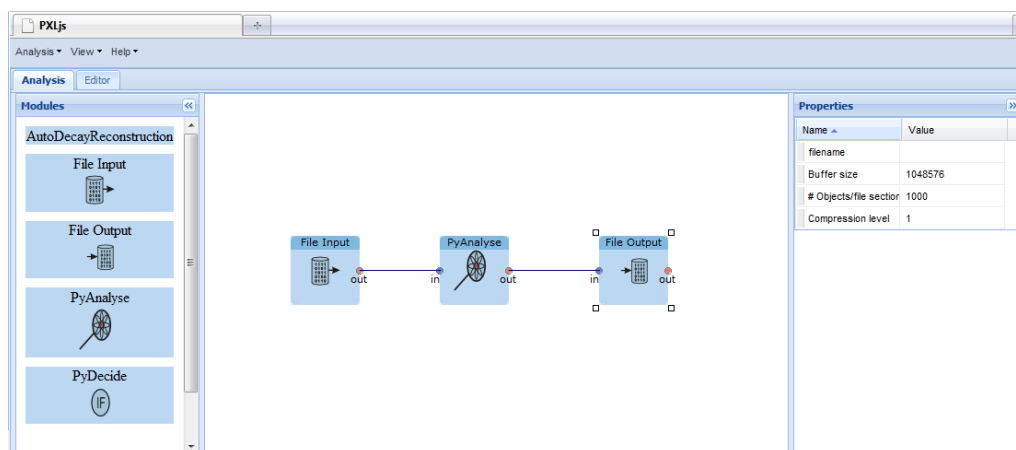 PXLjs
Analysis View Help
Analysis Editor
Modules
AutoDecayReconstruction
File Input
File Output
PyAnalyse
PyDecide
IF
File Input
out
PyAnalyse
in out
File Output
in out
Properties
Name Value
filename
Buffer size 1048576
# Objects/file section 1000
Compression level 1